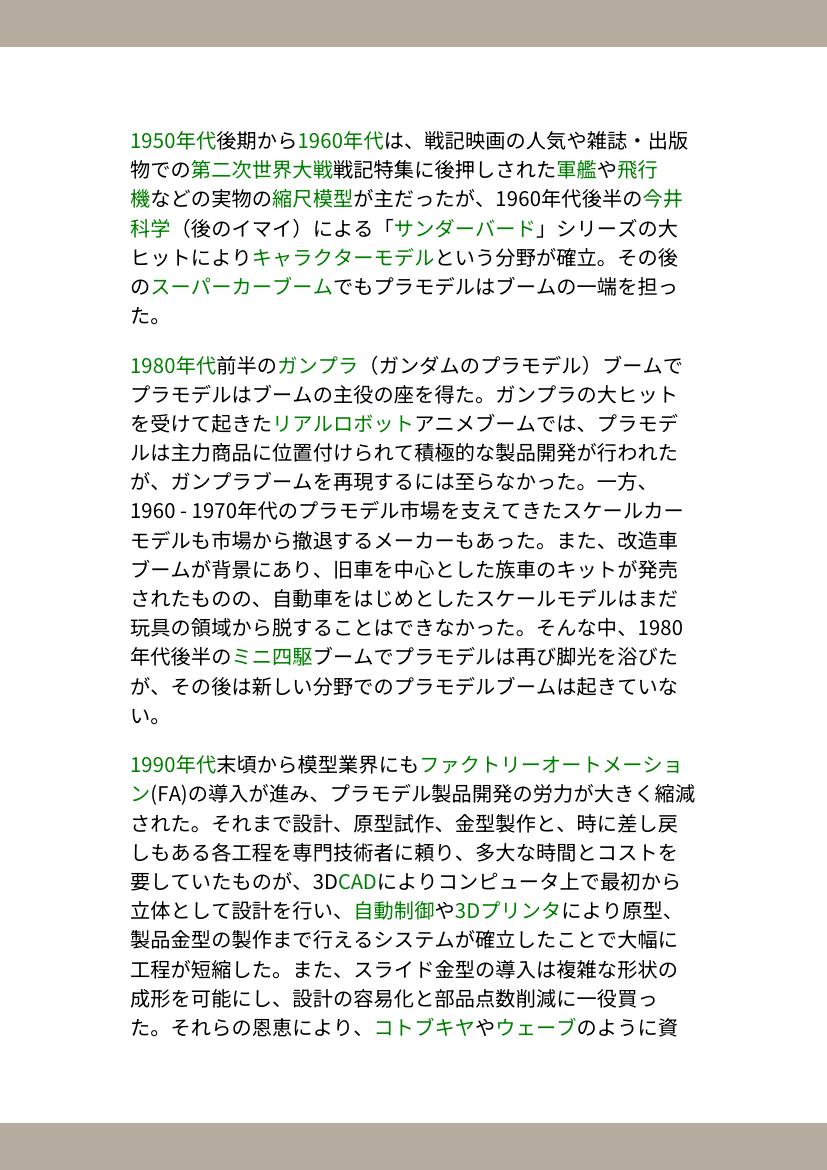 1950年代後期から1960年代は、戦記映画の人気や雑誌・出版
物での第二次世界大戦戦記特集に後押しされた軍艦や飛行
機などの実物の縮尺模型が主だったが、1960年代後半の今井
科学（後のイマイ）による「サンダーバード」シリーズの大
ヒットによりキャラクターモデルという分野が確立。その後
のスーパーカーブームでもプラモデルはブームの一端を担っ
た。
1980年代前半のガンプラ（ガンダムのプラモデル）ブームで
プラモデルはブームの主役の座を得た。ガンプラの大ヒット
を受けて起きたリアルロボットアニメブームでは、プラモデ
ルは主力商品に位置付けられて積極的な製品開発が行われた
が、ガンプラブームを再現するには至らなかった。一方、
1960 - 1970年代のプラモデル市場を支えてきたスケールカー
モデルも市場から撤退するメーカーもあった。また、改造車
ブームが背景にあり、旧車を中心とした族車のキットが発売
されたものの、自動車をはじめとしたスケールモデルはまだ
玩具の領域から脱することはできなかった。そんな中、1980
年代後半のミニ四駆ブームでプラモデルは再び脚光を浴びた
が、その後は新しい分野でのプラモデルブームは起きていな
い。
1990年代末頃から模型業界にもファクトリーオートメーショ
ン(FA)の導入が進み、プラモデル製品開発の労力が大きく縮減
された。それまで設計、原型試作、金型製作と、時に差し戻
しもある各工程を専門技術者に頼り、多大な時間とコストを
要していたものが、3DCADによりコンピュータ上で最初から
立体として設計を行い、自動制御や3Dプリンタにより原型、
製品金型の製作まで行えるシステムが確立したことで大幅に
工程が短縮した。また、スライド金型の導入は複雑な形状の
成形を可能にし、設計の容易化と部品点数削減に一役買っ
た。それらの恩恵により、コトブキヤやウェーブのように資